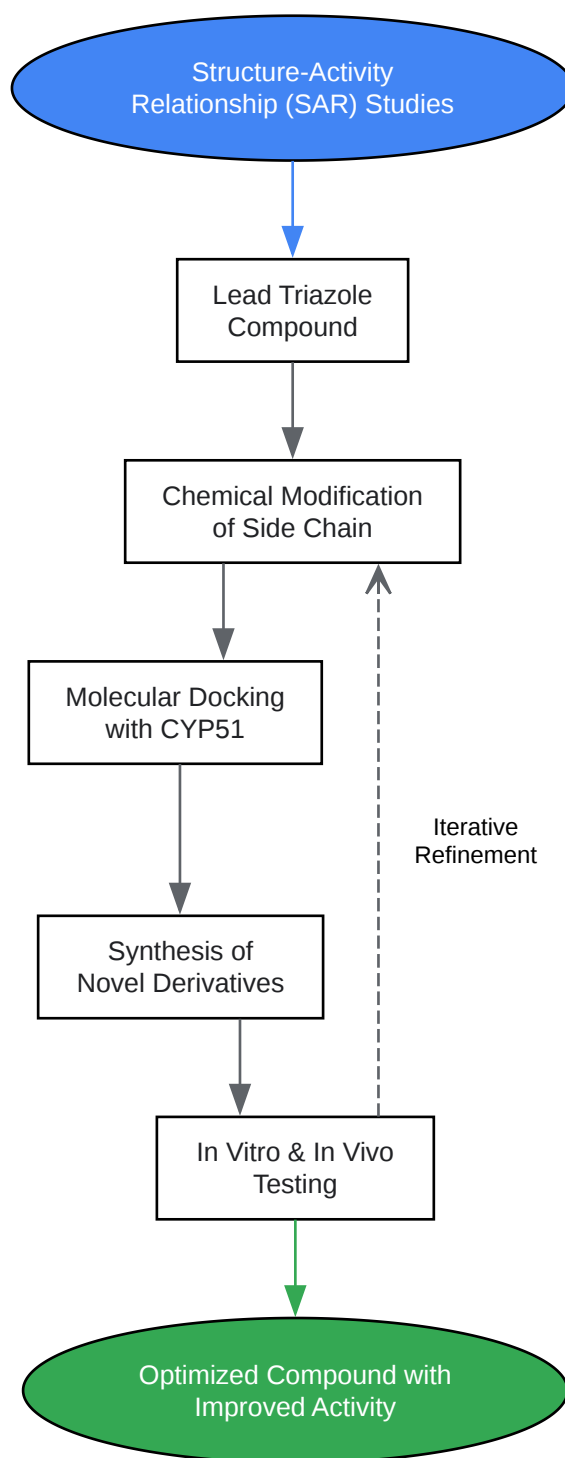 Structure-Activity
Relationship (SAR) Studies
Lead Triazole
Compound
Chemical Modification
of Side Chain
Molecular Docking
with CYP51
Iterative
Refinement
Synthesis of
Novel Derivatives
In Vitro & In Vivo
Testing
Optimized Compound with
Improved Activity